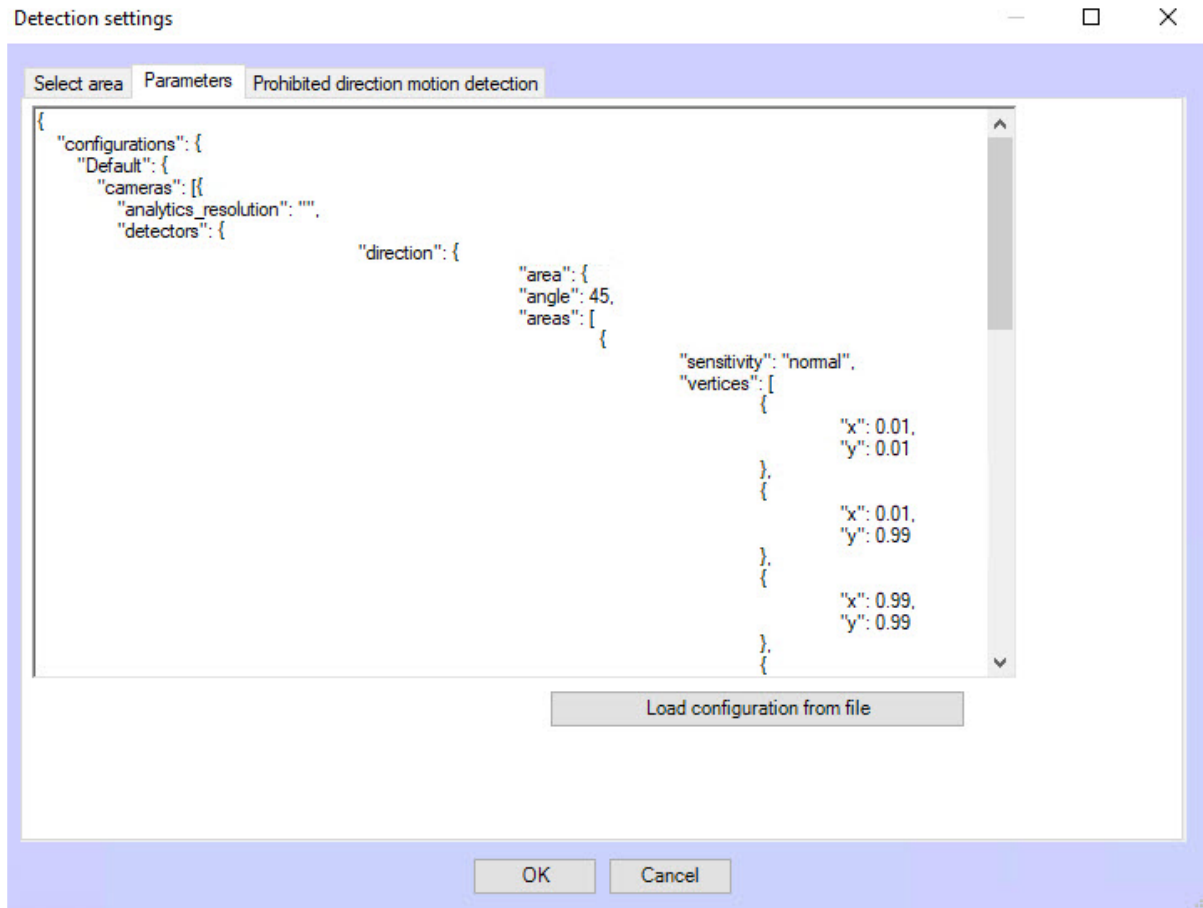 Detection settings
Select area
Parameters
Prohibited direction motion detection
{
"configurations": {
"Default": {
"cameras": [{
"analytics_resolution": "",
"detectors": {
"direction": {
"area": {
"angle": 45,
"areas": [
{
"sensitivity": "normal",
"vertices": [
{
"x": 0.01,
"y": 0.01
},
{
"x": 0.01,
"y": 0.99
},
{
"x": 0.99,
"y": 0.99
},
{
Load configuration from file
OK
Cancel